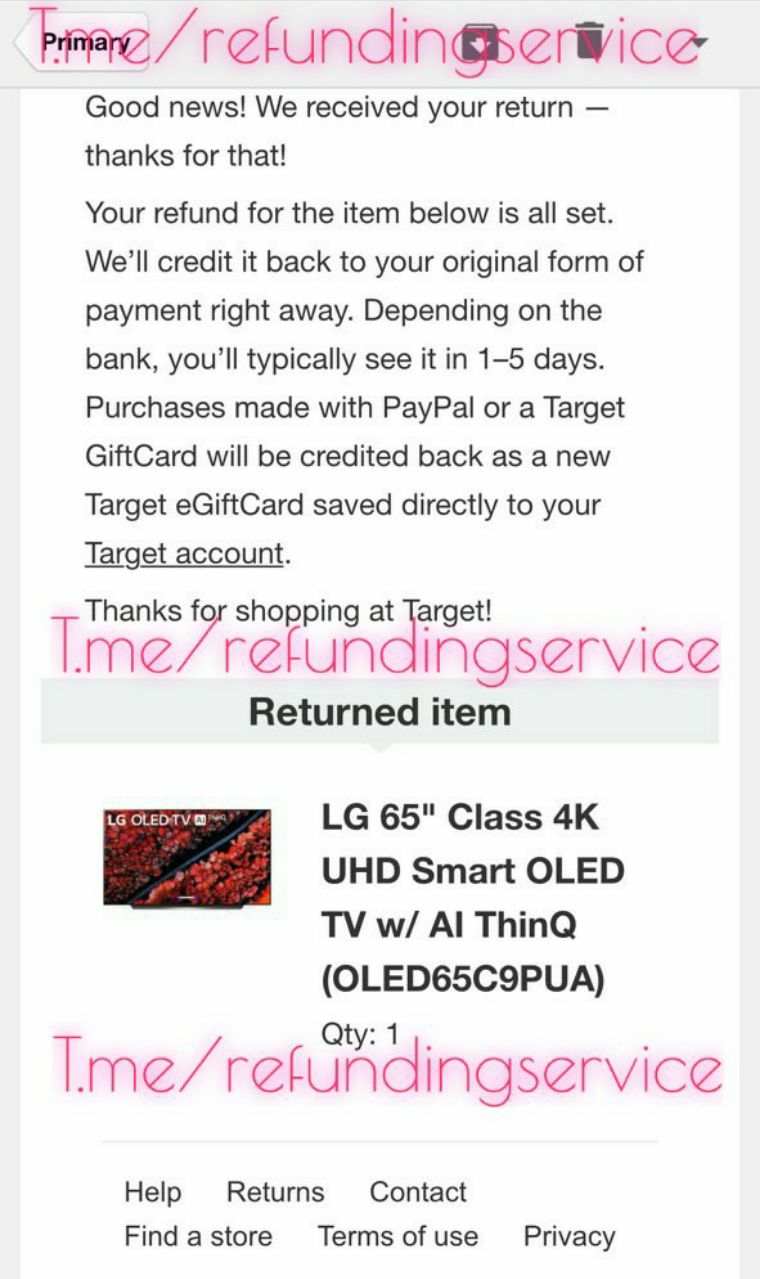 Primary
T.me/refundingservice
Good news! We received your return —
thanks for that!
Your refund for the item below is all set.
We’ll credit it back to your original form of
payment right away. Depending on the
bank, you’ll typically see it in 1–5 days.
Purchases made with PayPal or a Target
GiftCard will be credited back as a new
Target eGiftCard saved directly to your
Target account.
Thanks for shopping at Target!
T.me/refundingservice
Returned item
LG OLED TV AI ThinQ
LG 65" Class 4K
UHD Smart OLED
TV w/ AI ThinQ
(OLED65C9PUA)
Qty: 1
T.me/refundingservice
Help Returns Contact
Find a store Terms of use Privacy